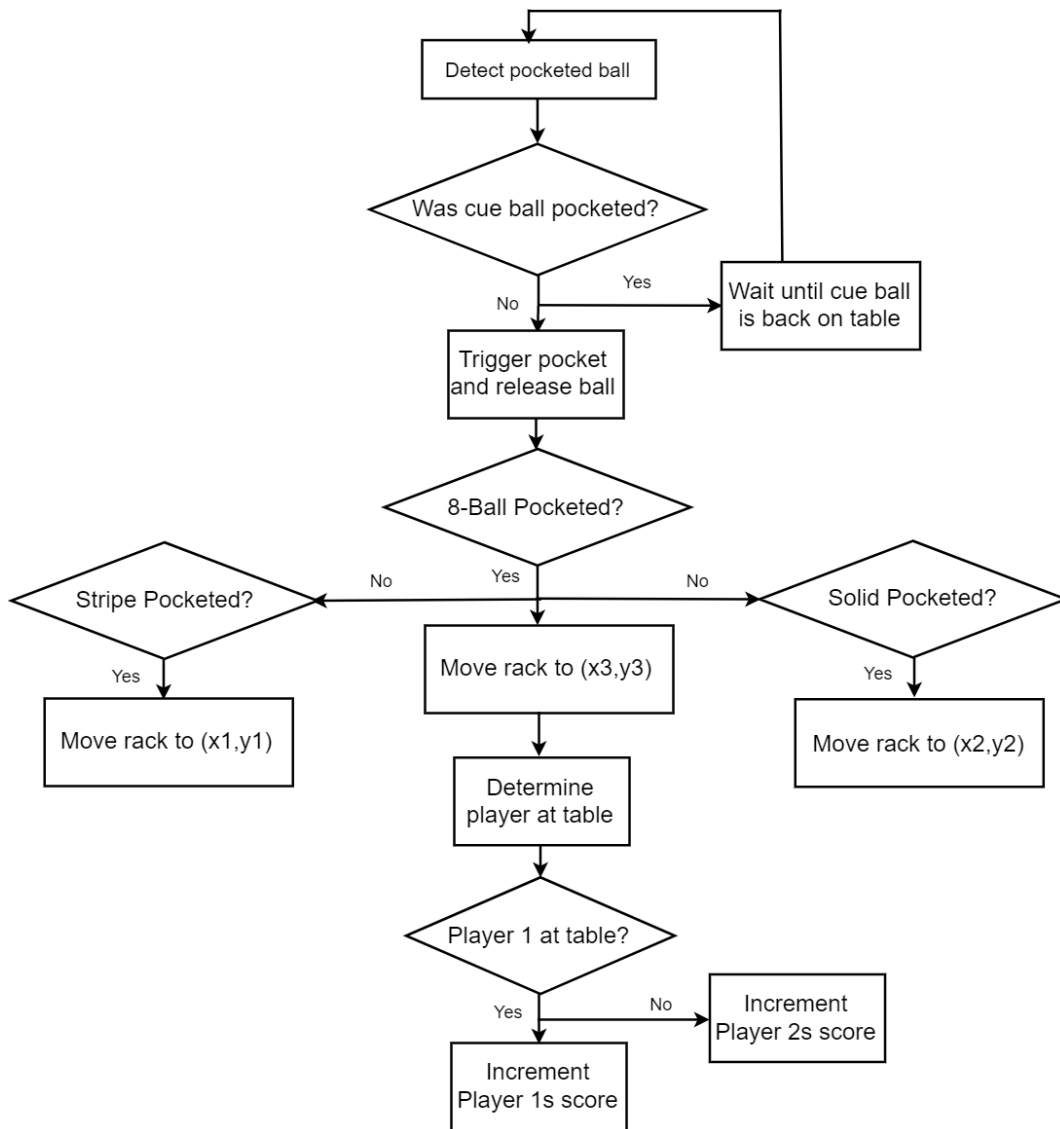 Detect pocketed ball
Was cue ball pocketed?
Yes
No
Wait until cue ball
is back on table
Trigger pocket
and release ball
8-Ball Pocketed?
No
Yes
No
Stripe Pocketed?
Solid Pocketed?
Yes
Move rack to (x3,y3)
Yes
Move rack to (x1,y1)
Move rack to (x2,y2)
Determine
player at table
Player 1 at table?
Yes
No
Increment
Player 2s score
Increment
Player 1s score